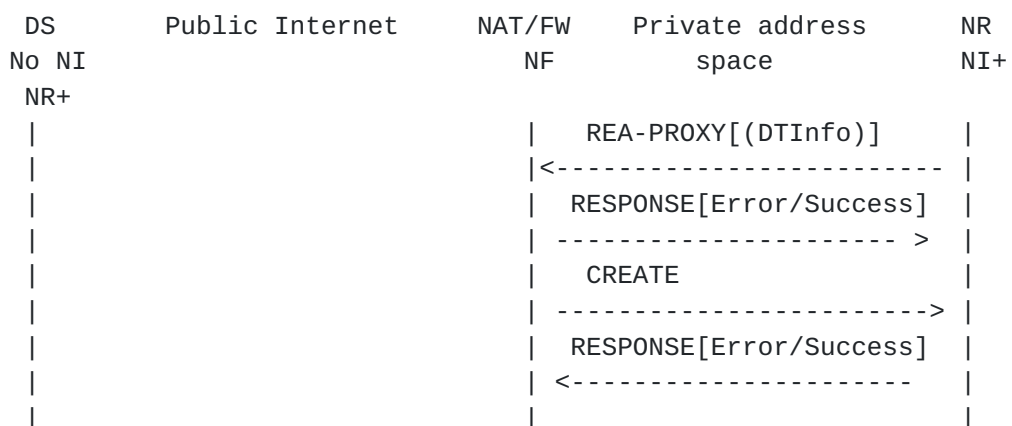 DS       Public Internet     NAT/FW    Private address      NR
No NI                            NF         space            NI+
 NR+
 |                               |   REA-PROXY[(DTInfo)]     |
 |                               |<------------------------- |
 |                               |  RESPONSE[Error/Success]  |
 |                               | ---------------------- >  |
 |                               |   CREATE                  |
 |                               | ------------------------> |
 |                               |  RESPONSE[Error/Success]  |
 |                               | <----------------------   |
 |                               |                           |